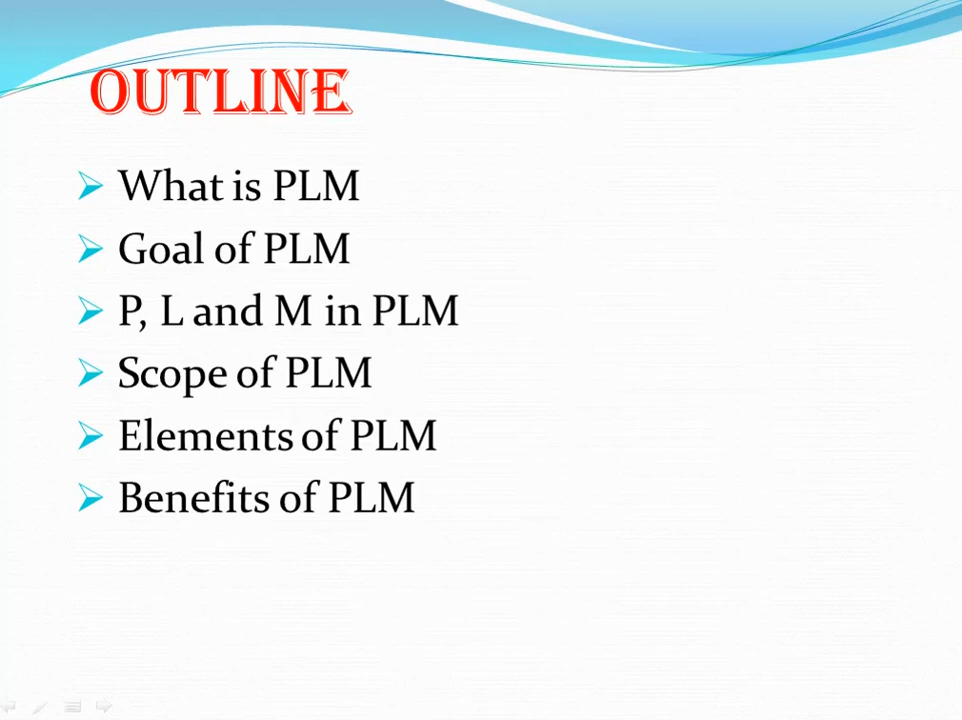 OUTLINE
What is PLM
Goal of PLM
P, L and M in PLM
Scope of PLM
Elements of PLM
Benefits of PLM